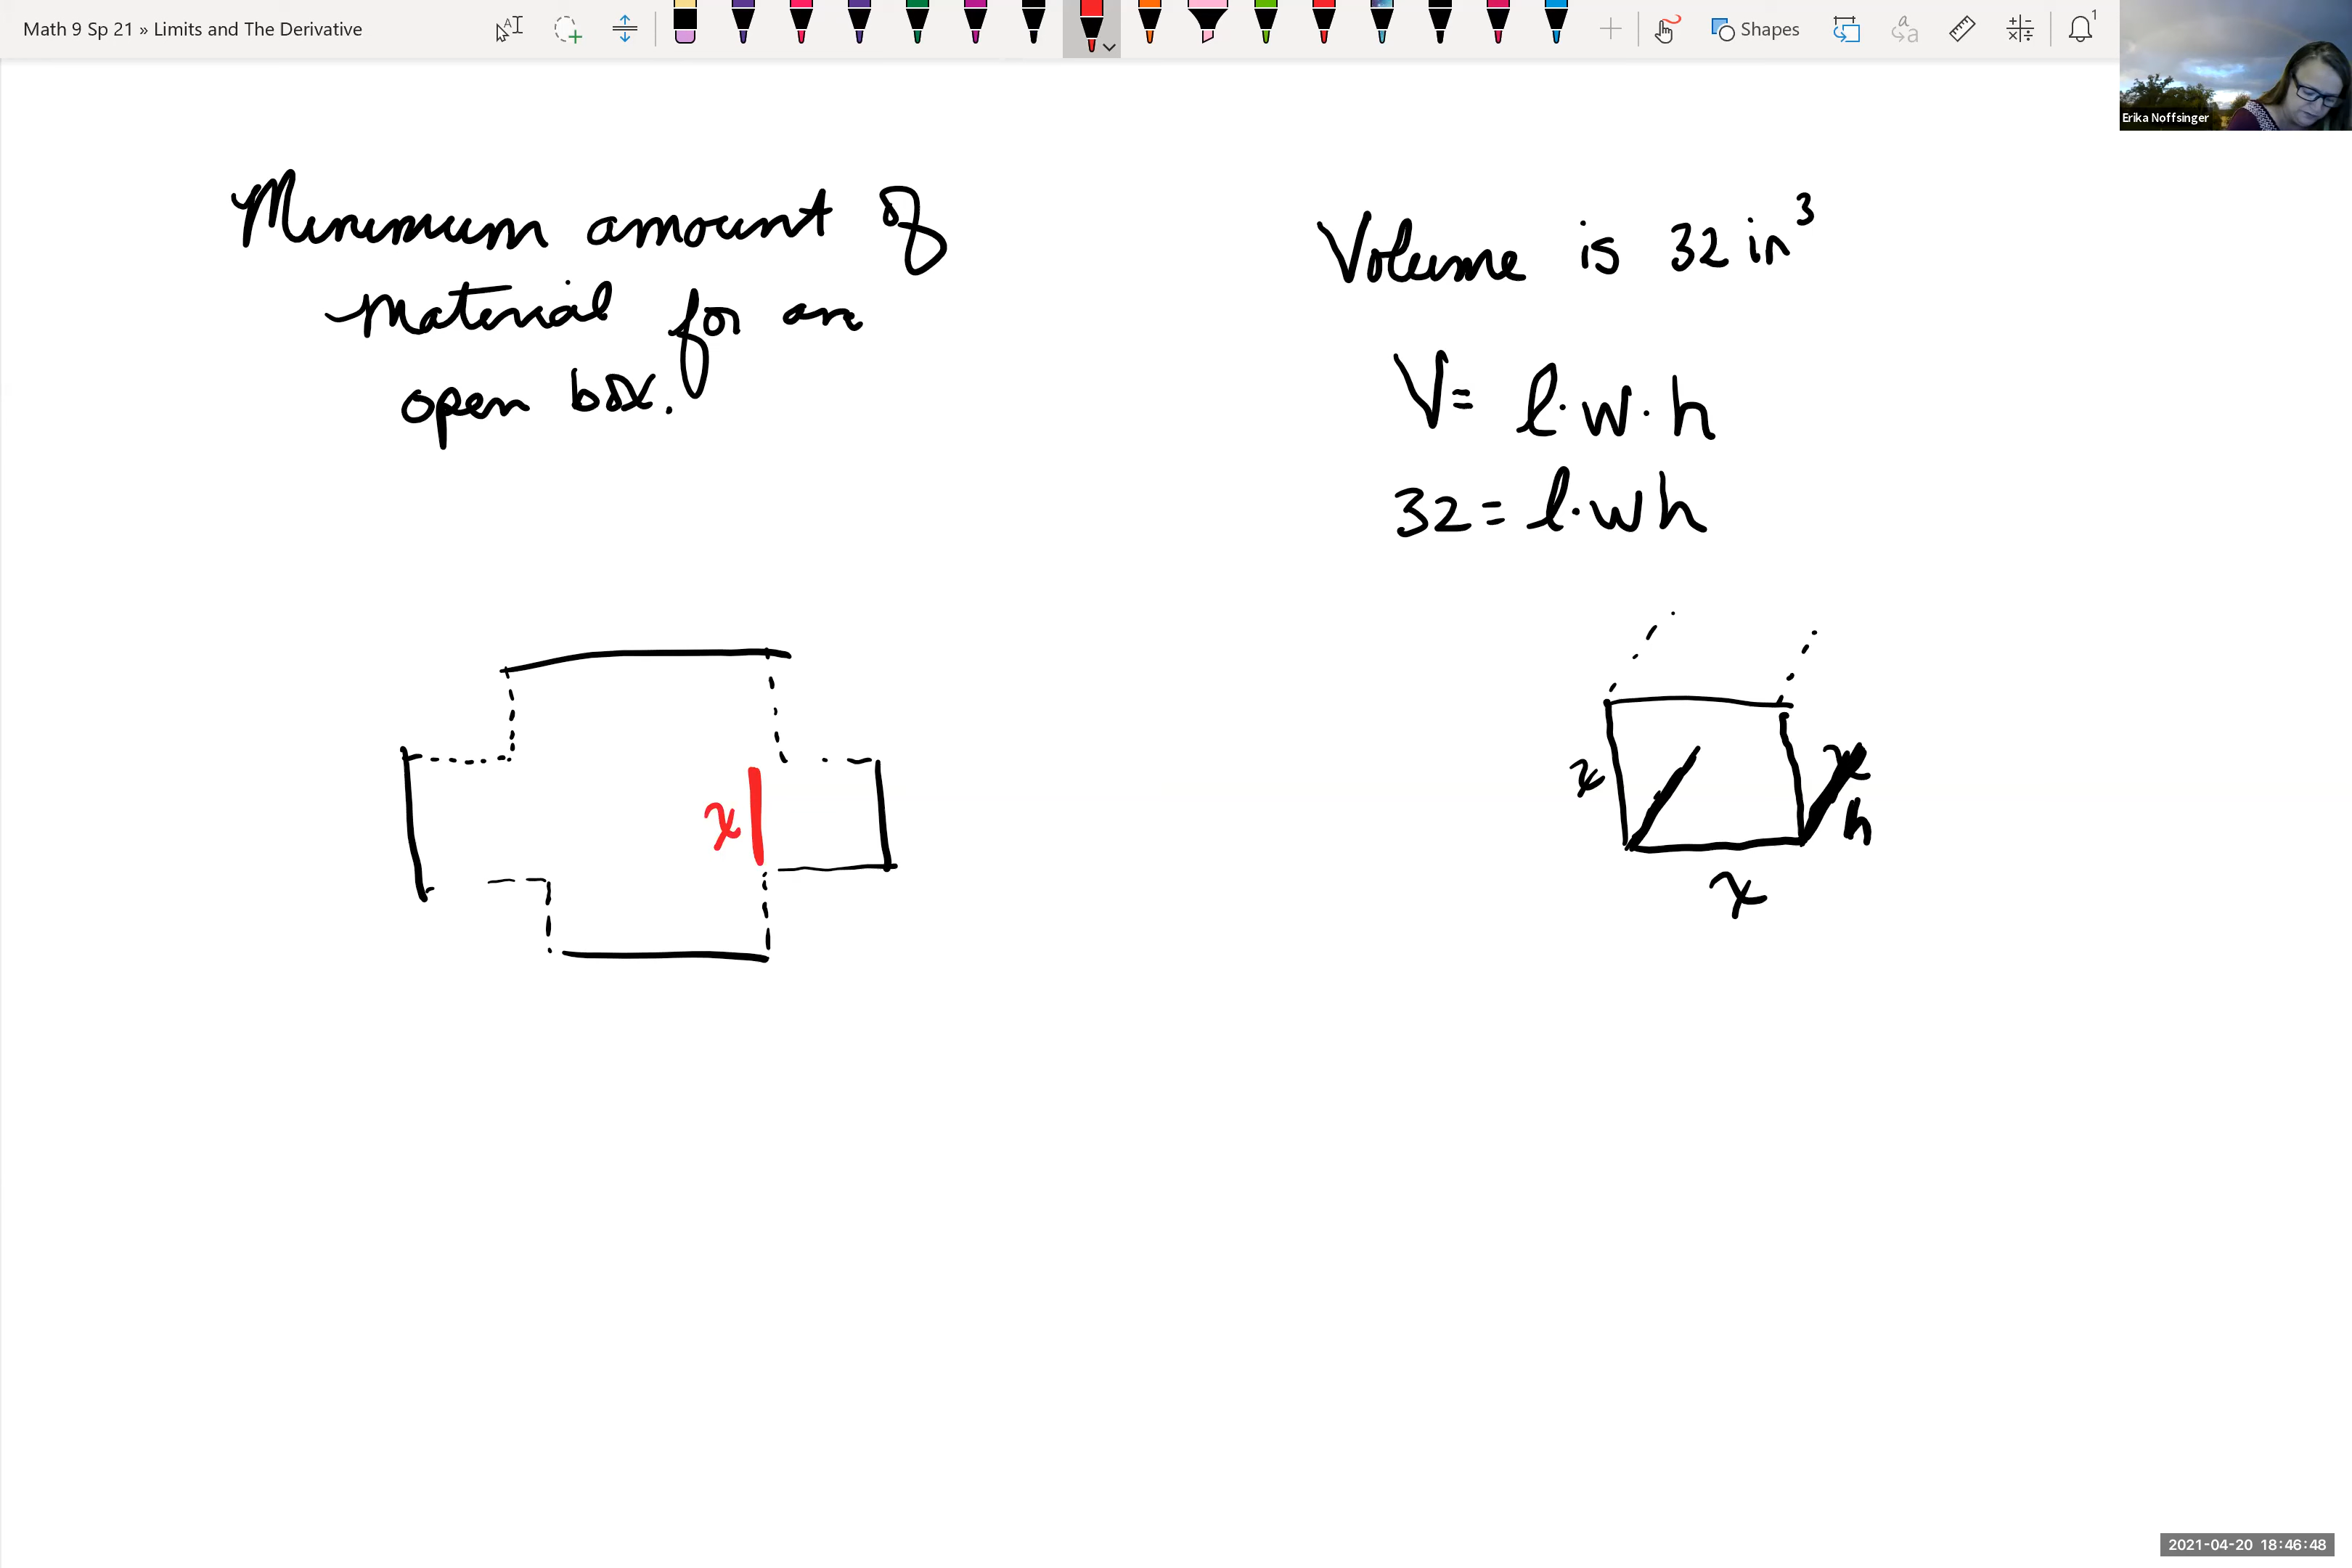 Math 9 Sp 21 » Limits and The Derivative
Shapes
1
Erika Noffsinger
Minimum amount of
material for an
open box.
Volume is 32 in³
V= l·w·h
32= l·wh
x
x
x
h
x
2021-04-20 18:46:48